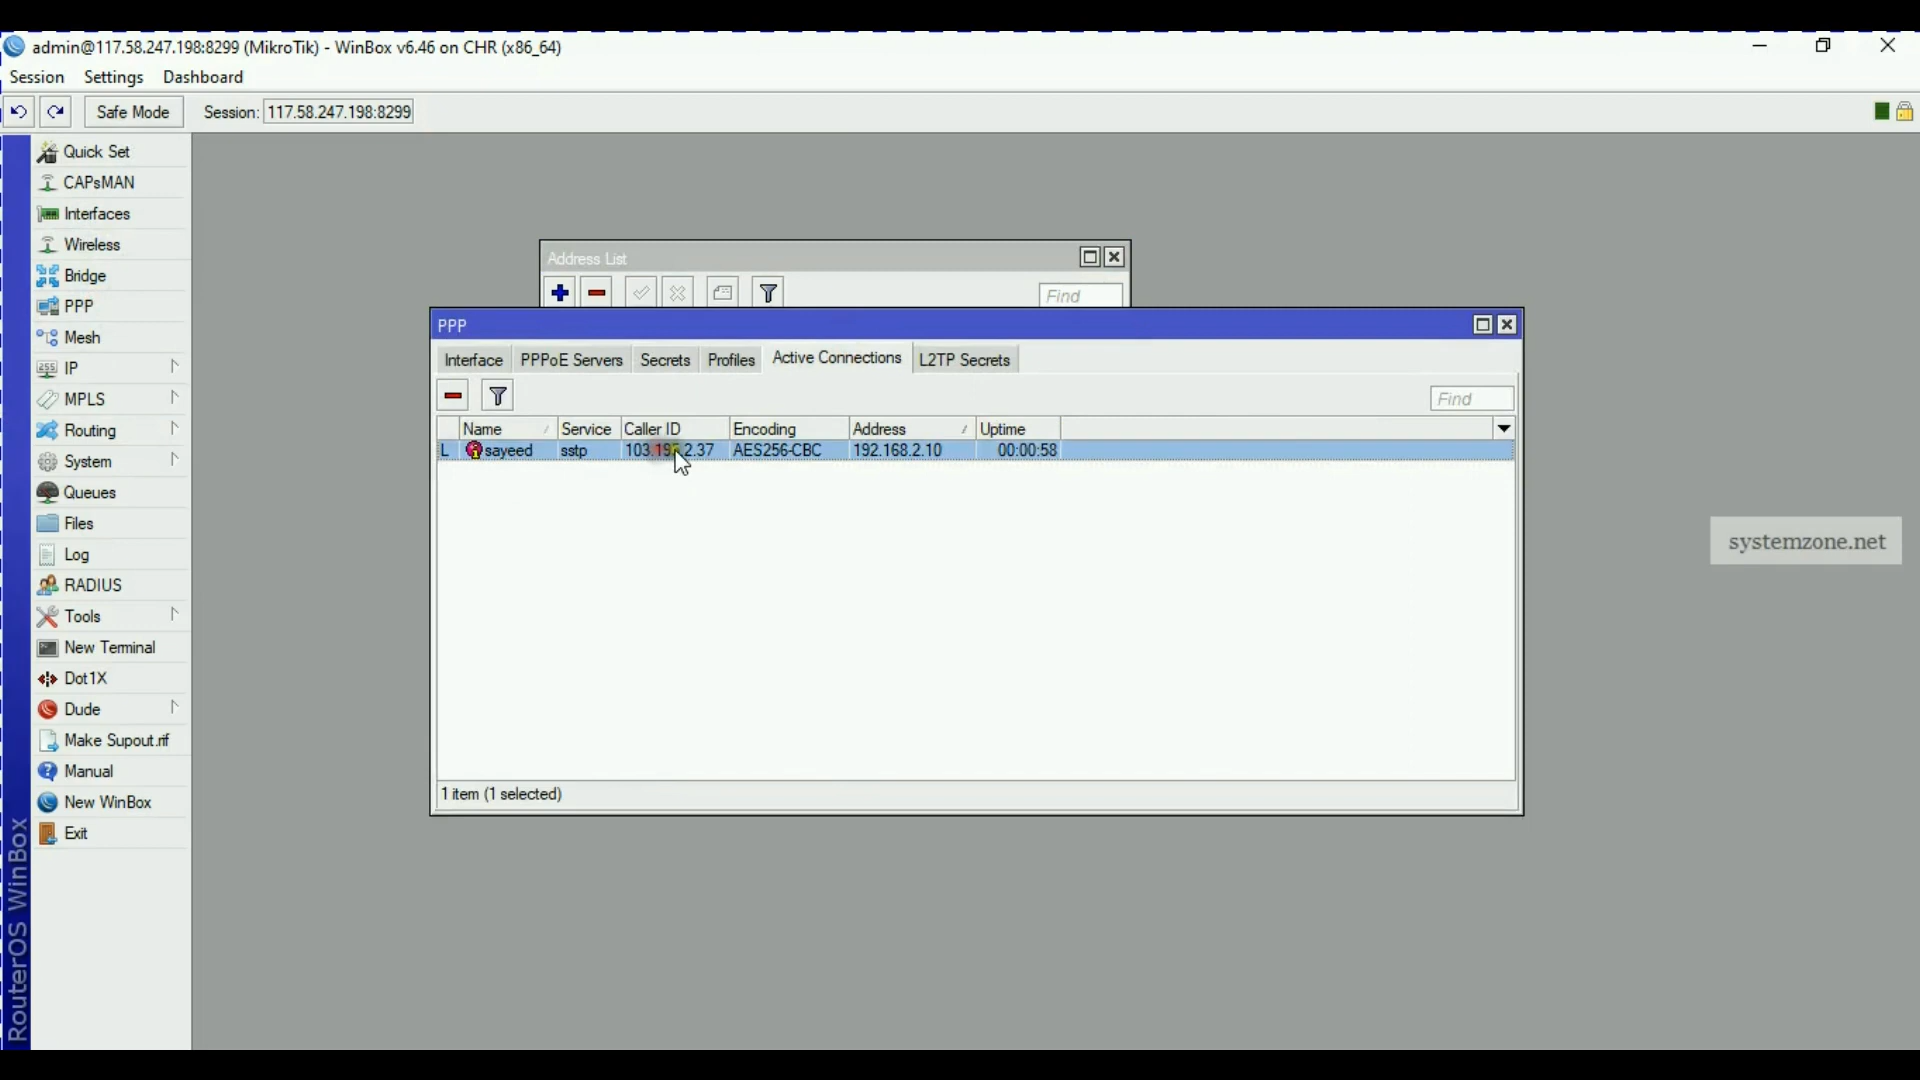 admin@117.58.247.198:8299 (MikroTik) - WinBox v6.46 on CHR (x86_64)
Session Settings Dashboard
Safe Mode Session: 117.58.247.198:8299
Quick Set
CAPsMAN
Interfaces
Wireless
Bridge
PPP
Mesh
255 IP
MPLS
Routing
System
Queues
Files
Log
RADIUS
Tools
New Terminal
Dot1X
Dude
Make Supout.rif
Manual
New WinBox
Exit
RouterOS WinBox
Address List
Find
PPP
Interface PPPoE Servers Secrets Profiles Active Connections L2TP Secrets
Find
Name Service Caller ID Encoding Address Uptime
L sayeed sstp AES256-CBC 192.168.2.10 00:00:58
1 item (1 selected)
systemzone.net